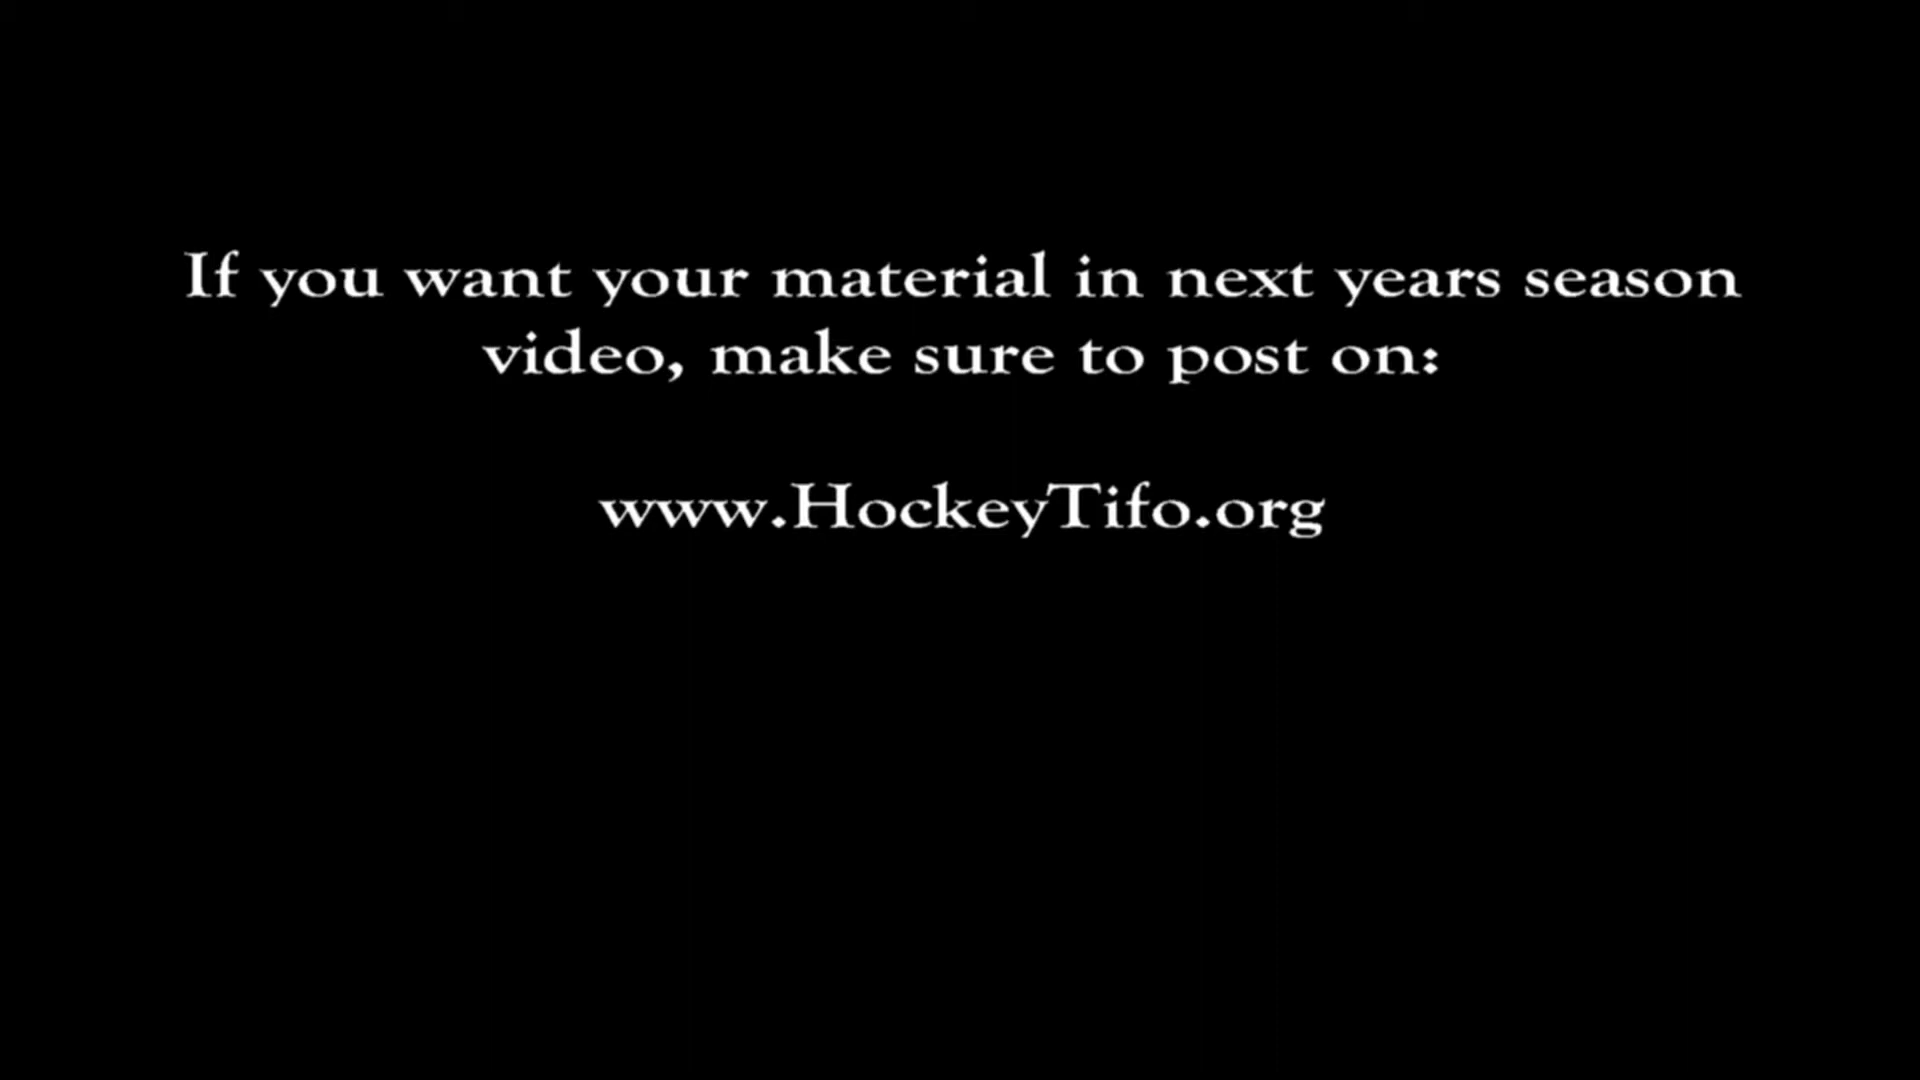 If you want your material in next years season
video, make sure to post on:
www.HockeyTifo.org